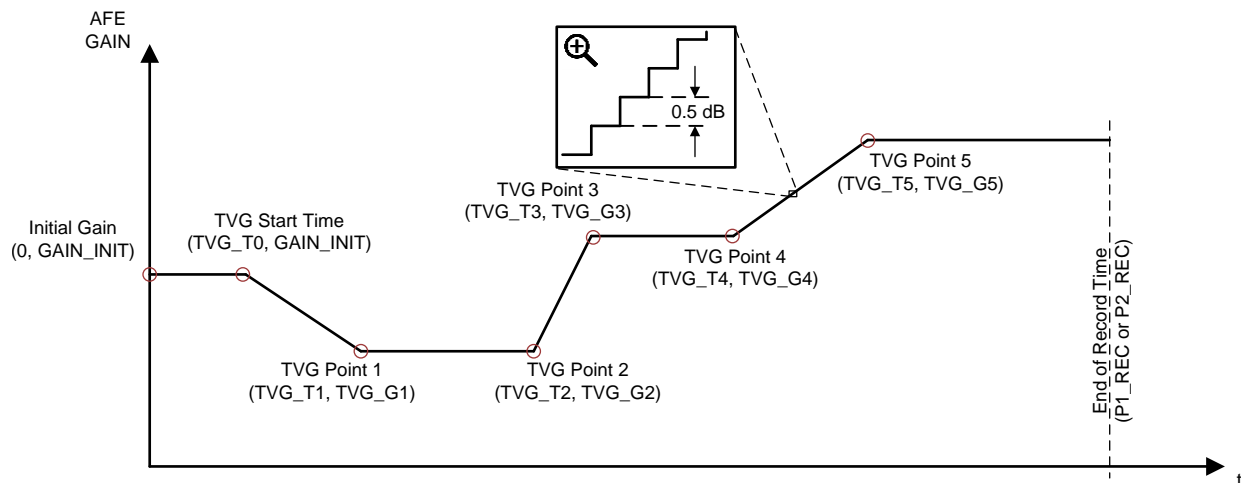 AFE
GAIN
0.5 dB
TVG Point 5
(TVG_T5, TVG_G5)
TVG Point 3
(TVG_T3, TVG_G3)
Initial Gain
(0, GAIN_INIT)
TVG Start Time
(TVG_T0, GAIN_INIT)
TVG Point 4
(TVG_T4, TVG_G4)
TVG Point 1
(TVG_T1, TVG_G1)
TVG Point 2
(TVG_T2, TVG_G2)
End of Record Time
(P1_REC or P2_REC)
t